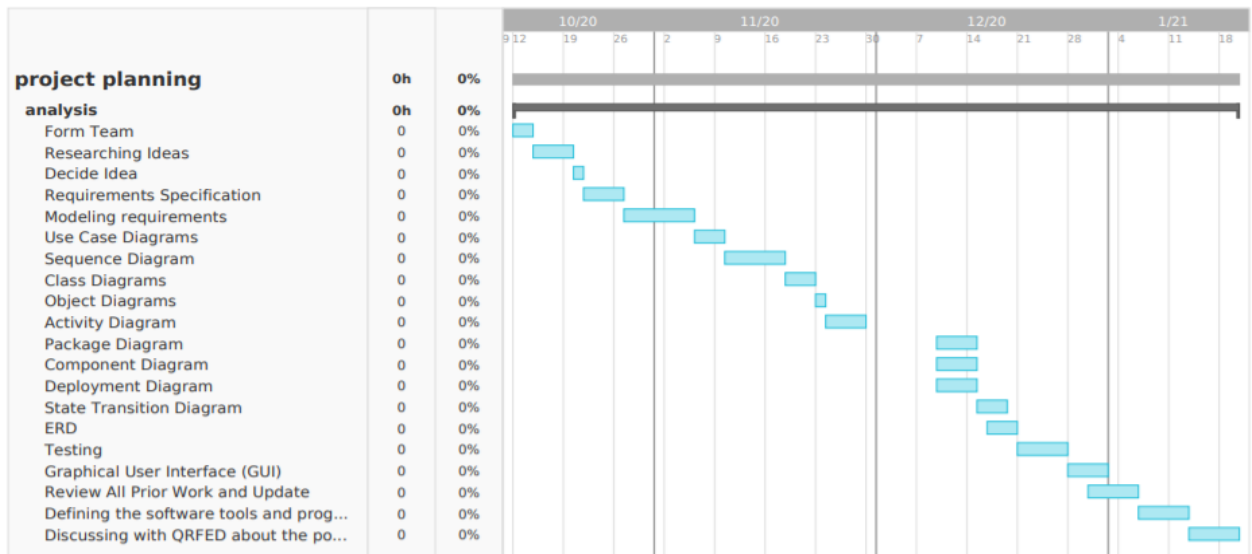 10/20 11/20 12/20 1/21
9 12 19 26 2 9 16 23 30 7 14 21 28 4 11 18
project planning 0h 0%
analysis 0h 0%
Form Team 0 0%
Researching Ideas 0 0%
Decide Idea 0 0%
Requirements Specification 0 0%
Modeling requirements 0 0%
Use Case Diagrams 0 0%
Sequence Diagram 0 0%
Class Diagrams 0 0%
Object Diagrams 0 0%
Activity Diagram 0 0%
Package Diagram 0 0%
Component Diagram 0 0%
Deployment Diagram 0 0%
State Transition Diagram 0 0%
ERD 0 0%
Testing 0 0%
Graphical User Interface (GUI) 0 0%
Review All Prior Work and Update 0 0%
Defining the software tools and prog... 0 0%
Discussing with QRFED about the po... 0 0%